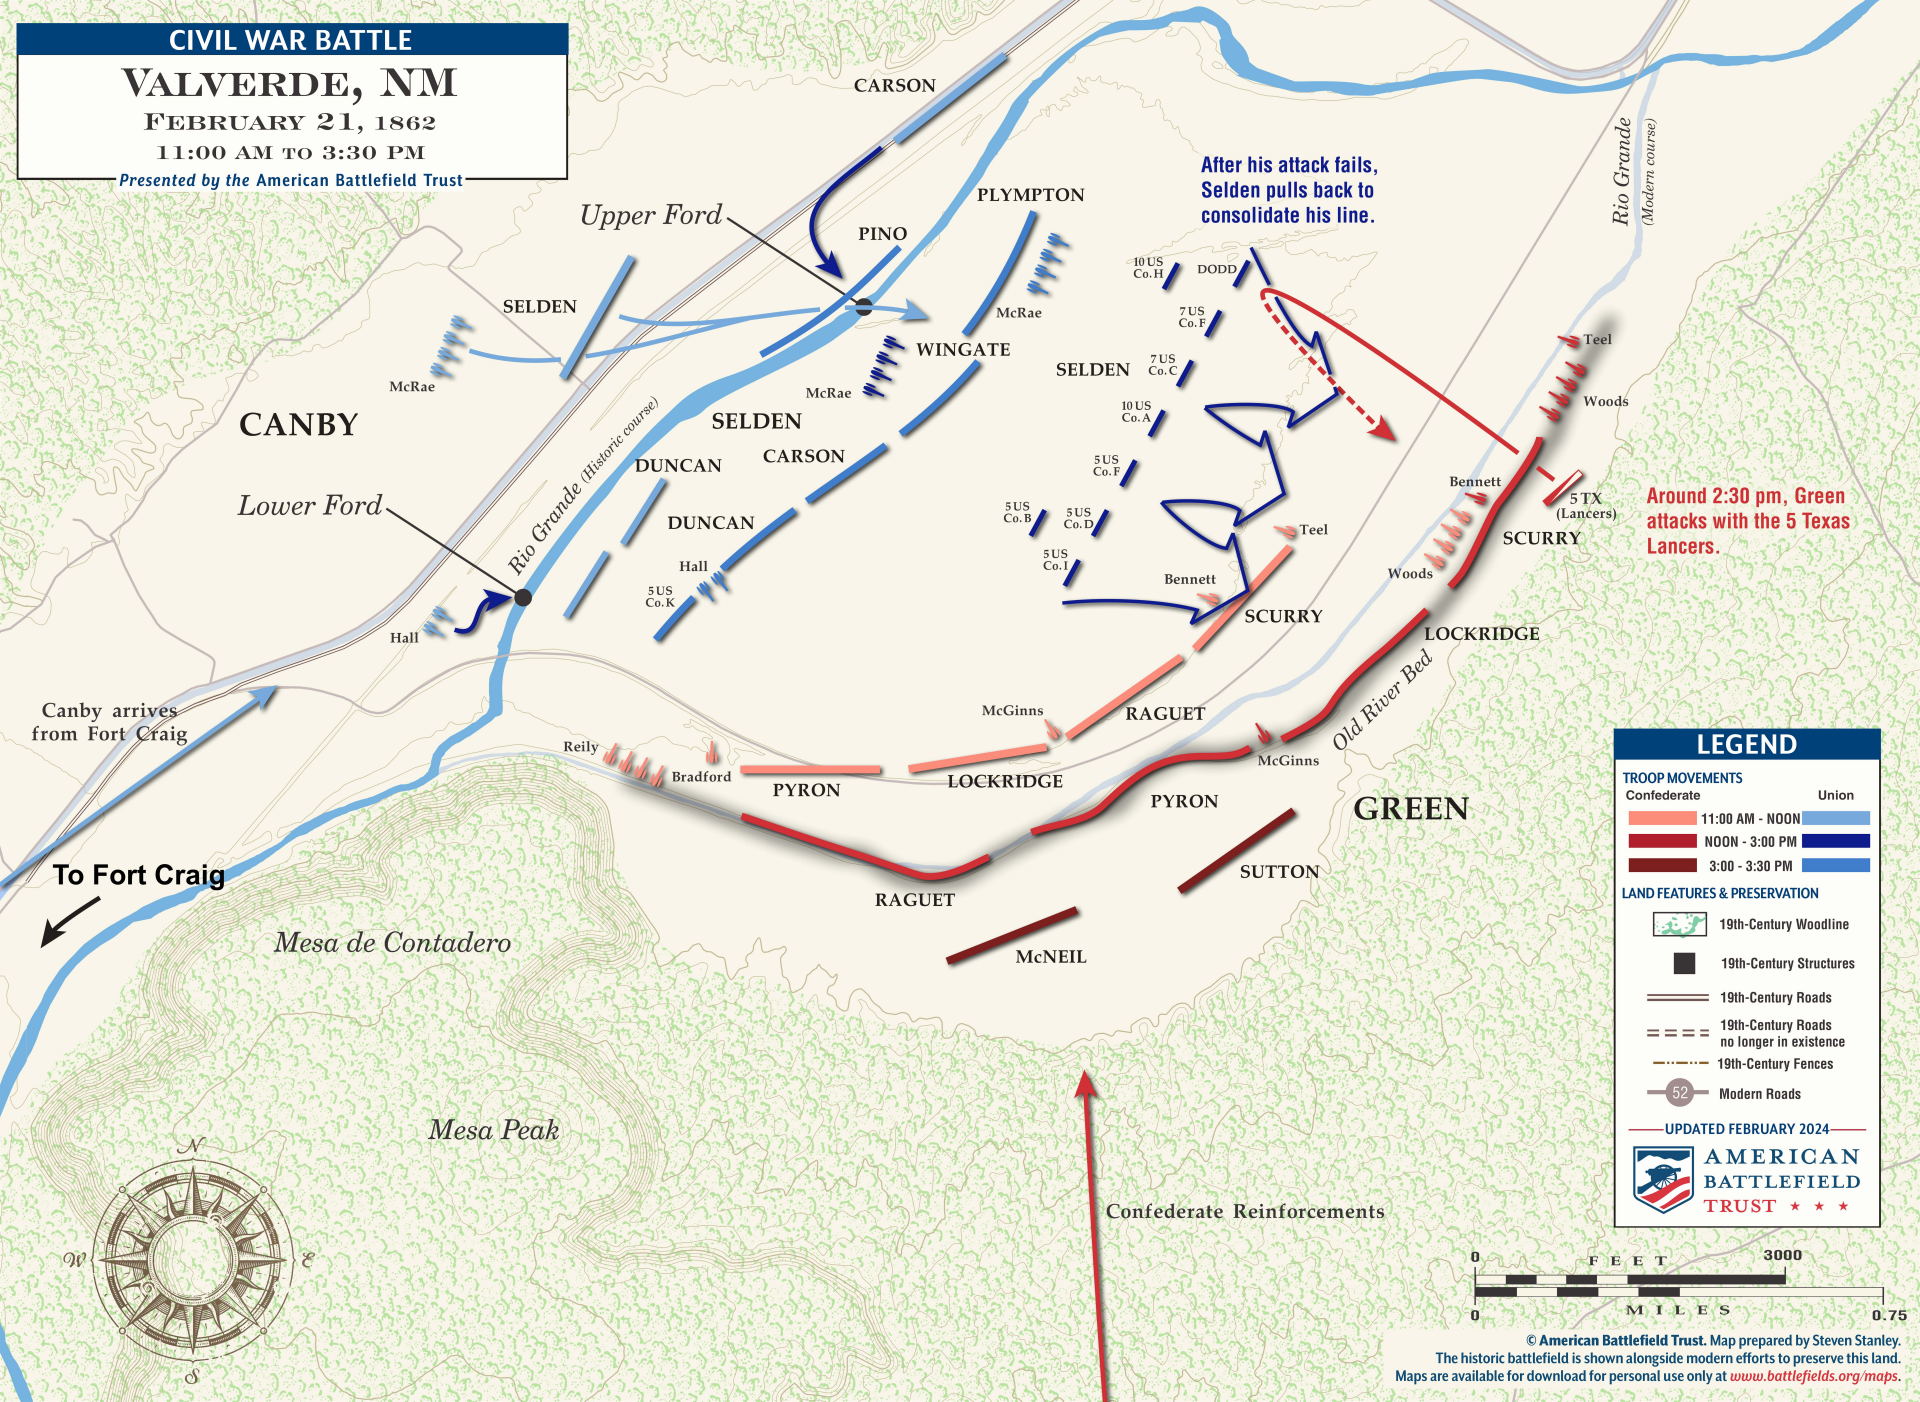 CIVIL WAR BATTLE
VALVERDE, NM
FEBRUARY 21, 1862
11:00 AM TO 3:30 PM
Presented by the American Battlefield Trust
CARSON
Upper Ford
PINO
PLYMPTON
After his attack fails,
Selden pulls back to
consolidate his line.
Rio Grande
(Modern course)
10 US
Co. H
DODD
SELDEN
McRae
McRae
7 US
Co. F
Teel
WINGATE
McRae
SELDEN
7 US
Co. C
Woods
CANBY
SELDEN
10 US
Co. A
CARSON
DUNCAN
5 US
Co. F
Bennett
5 TX
(Lancers)
Around 2:30 pm, Green
attacks with the 5 Texas
Lancers.
Lower Ford
Rio Grande (Historic course)
DUNCAN
5 US
Co. B
5 US
Co. D
Teel
SCURRY
Hall
5 US
Co. K
5 US
Co. I
Bennett
Woods
SCURRY
Hall
LOCKRIDGE
Old River Bed
Canby arrives
from Fort Craig
McGinns
RAGUET
Reily
Bradford
PYRON
LOCKRIDGE
McGinns
PYRON
GREEN
To Fort Craig
RAGUET
SUTTON
Mesa de Contadero
McNEIL
Mesa Peak
Confederate Reinforcements
N
W
E
S
LEGEND
TROOP MOVEMENTS
Confederate
Union
11:00 AM - NOON
NOON - 3:00 PM
3:00 - 3:30 PM
LAND FEATURES & PRESERVATION
19th-Century Woodline
19th-Century Structures
19th-Century Roads
19th-Century Roads
no longer in existence
19th-Century Fences
52
Modern Roads
UPDATED FEBRUARY 2024
AMERICAN
BATTLEFIELD
TRUST ★ ★ ★
0 FEET 3000
0 MILES 0.75
© American Battlefield Trust. Map prepared by Steven Stanley.
The historic battlefield is shown alongside modern efforts to preserve this land.
Maps are available for download for personal use only at www.battlefields.org/maps.